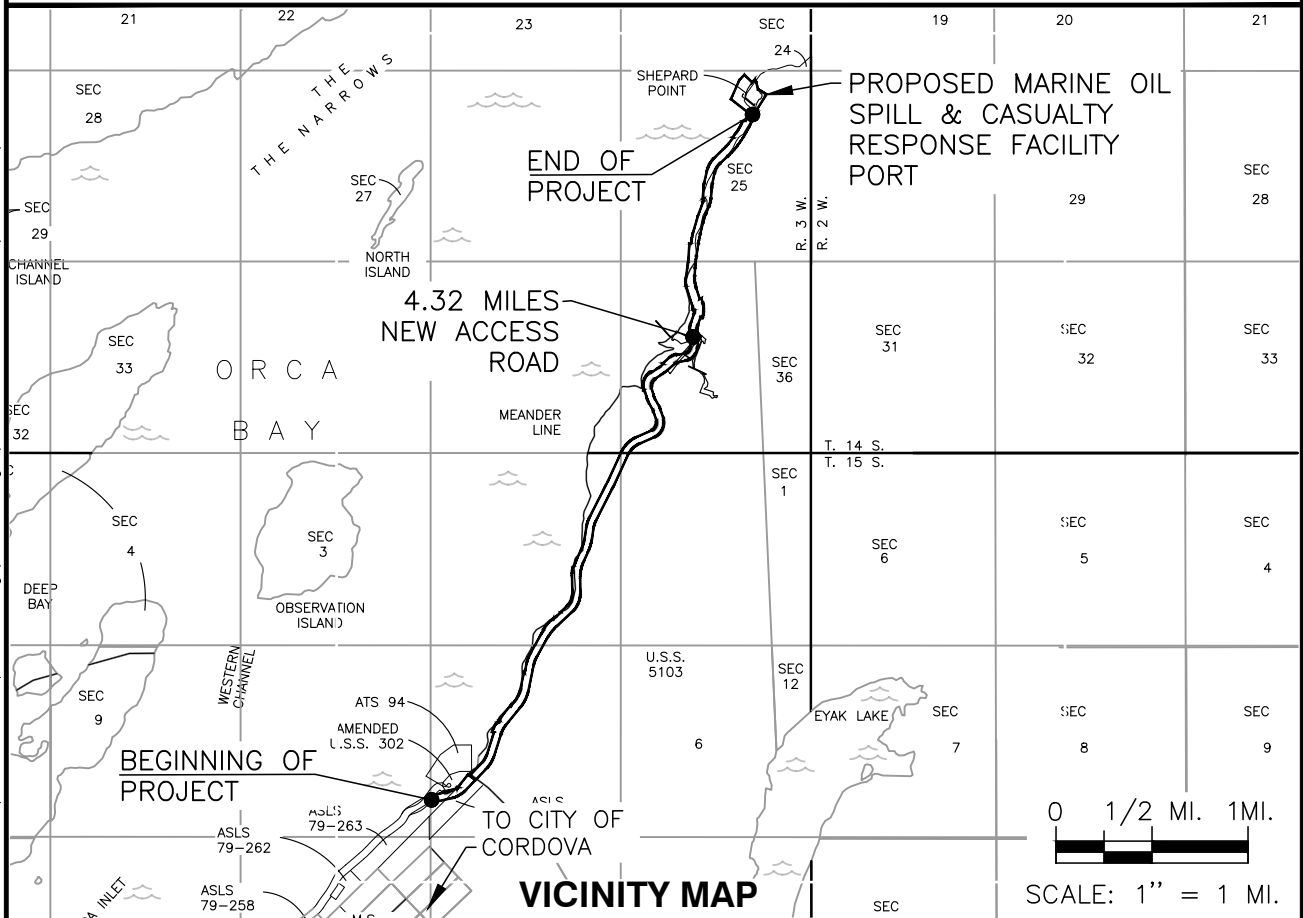 21
22
23
SEC
24
19
20
21
SEC
28
THE
THE NARROWS
SHEPARD
POINT
PROPOSED MARINE OIL
SPILL & CASUALTY
RESPONSE FACILITY
PORT
END OF
PROJECT
SEC
25
SEC
27
SEC
29
R. 3 W.
R. 2 W.
29
SEC
28
CHANNEL
ISLAND
NORTH
ISLAND
4.32 MILES
NEW ACCESS
ROAD
SEC
33
ORCA
BAY
SEC
36
SEC
31
SEC
32
SEC
33
SEC
32
MEANDER
LINE
T. 14 S.
T. 15 S.
SEC
4
SEC
3
SEC
1
SEC
6
SEC
5
SEC
4
DEEP
BAY
OBSERVATION
ISLAND
WESTERN
CHANNEL
U.S.S.
5103
SEC
12
SEC
9
ATS 94
AMENDED
U.S.S. 302
6
EYAK LAKE
SEC
7
SEC
8
SEC
9
BEGINNING OF
PROJECT
ASLS
79-263
ASLS
79-262
ASLS
TO CITY OF
CORDOVA
ASLS
79-258
VICINITY MAP
0 1/2 MI. 1MI.
SCALE: 1" = 1 MI.
SEC
INLET